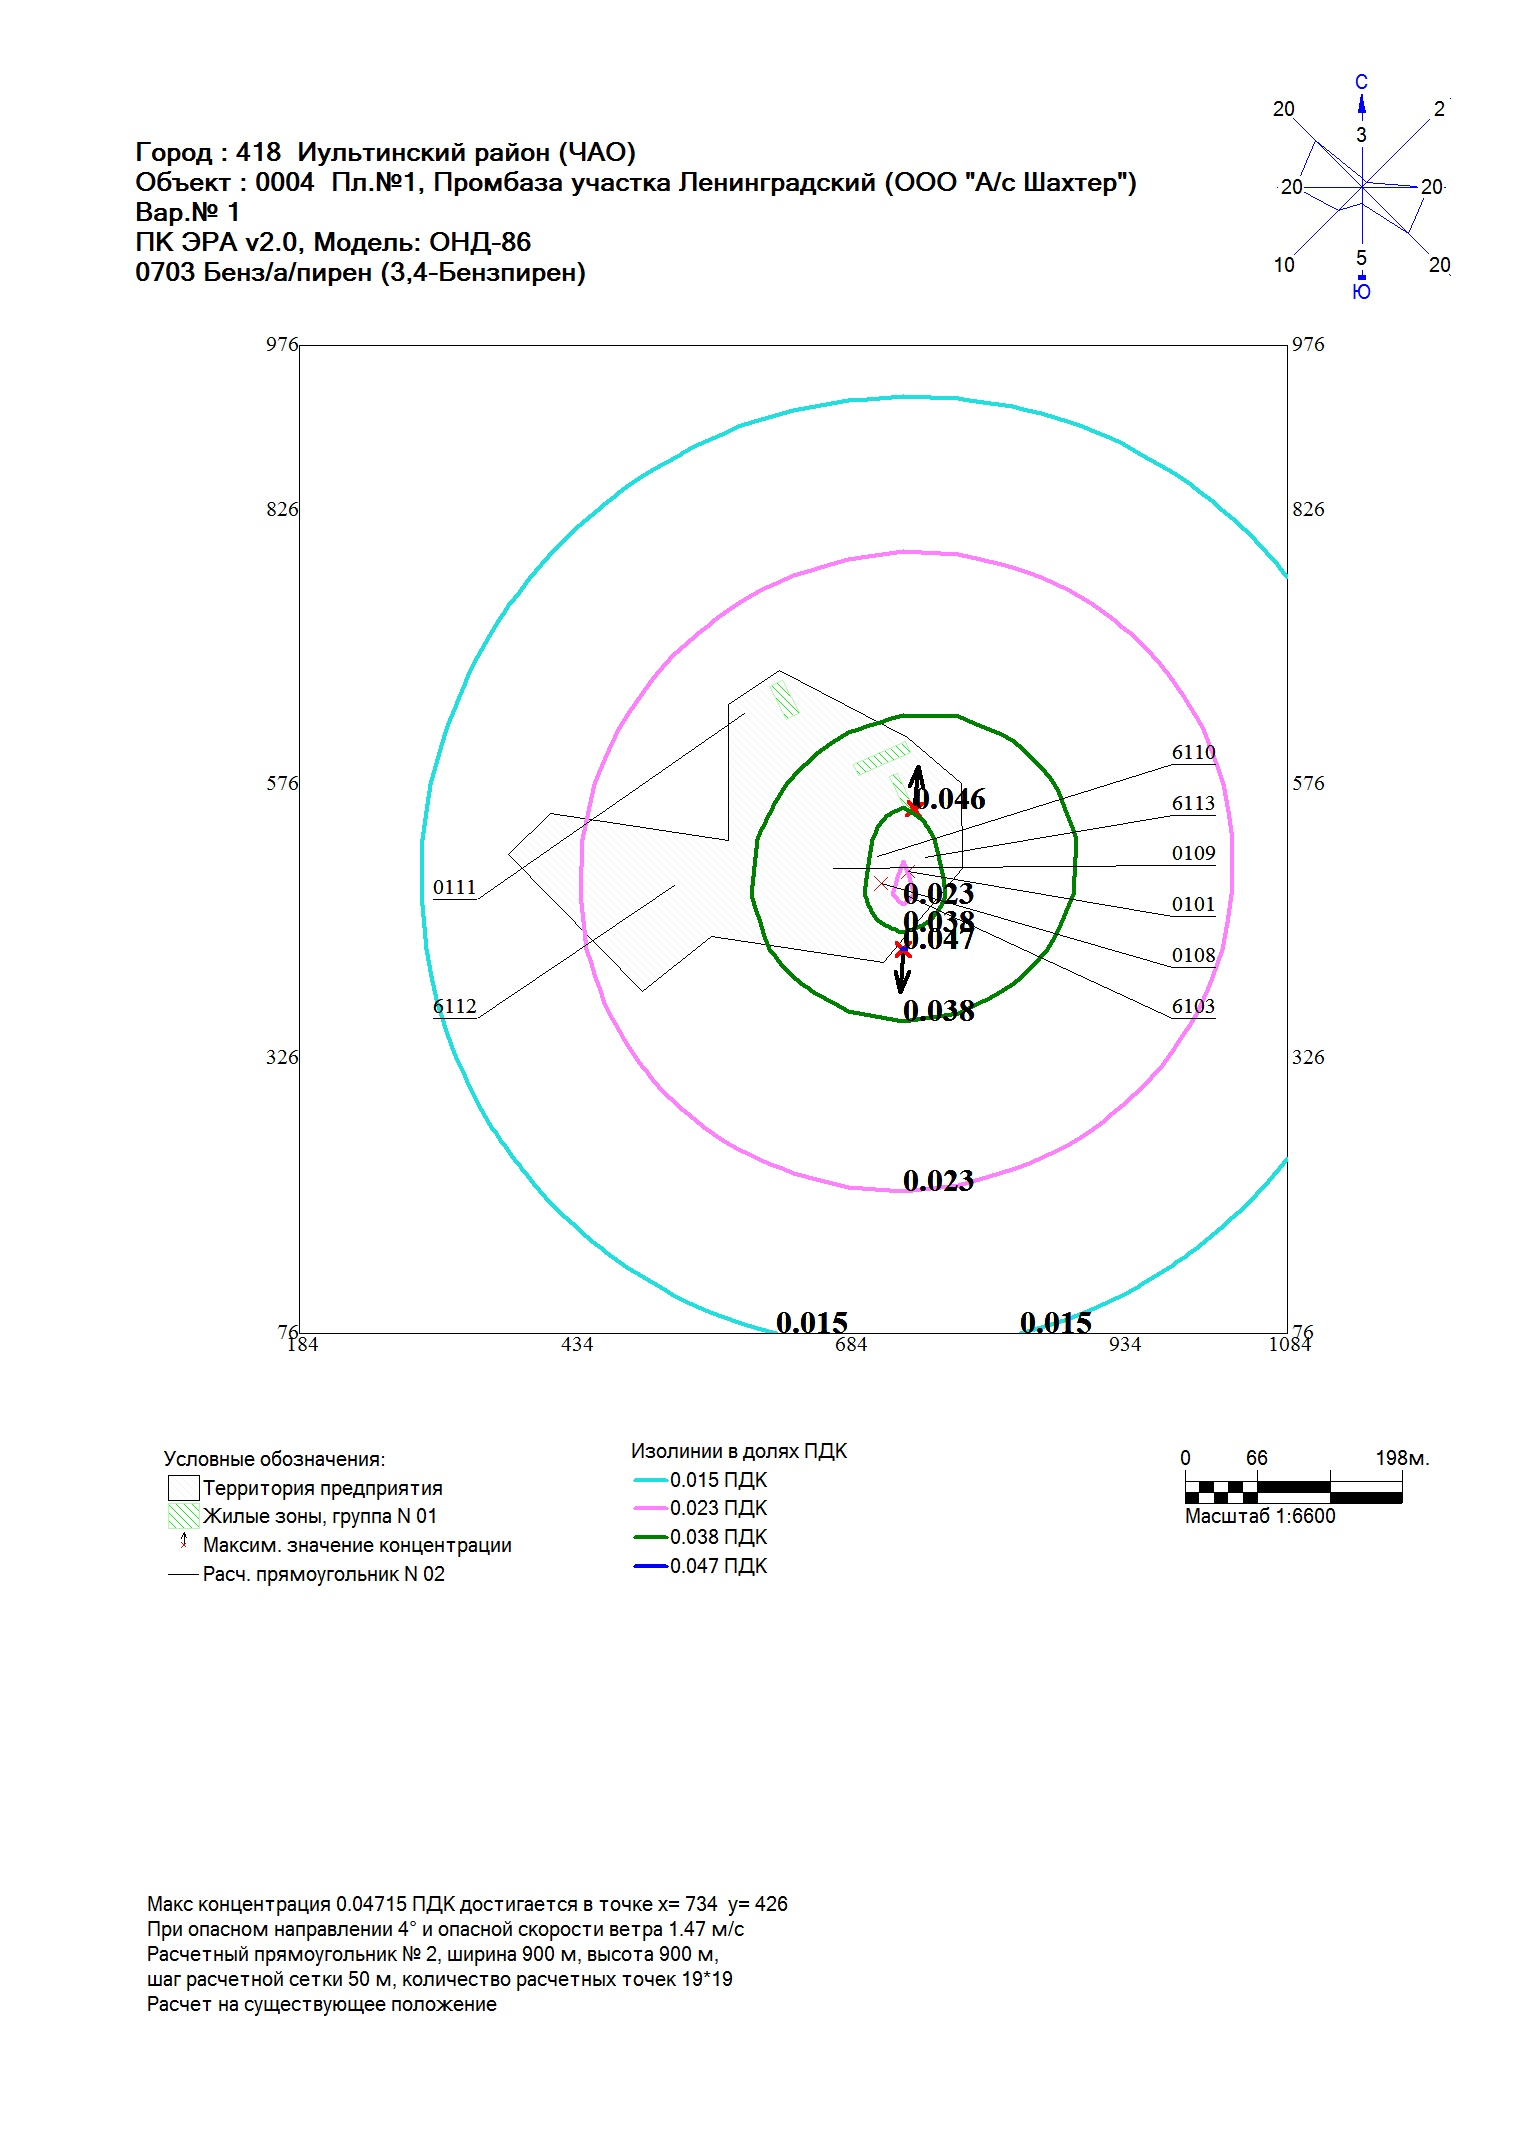 Город : 418 Иультинский район (ЧАО)
Объект : 0004 Пл.№1, Промбаза участка Ленинградский (ООО "А/с Шахтер")
Вар.№ 1
ПК ЭРА v2.0, Модель: ОНД-86
0703 Бенз/а/пирен (3,4-Бензпирен)
С
20 2
3
20 20
10 5 20
Ю
976 976
826 826
6110
576 576
0.046
6113
0109
0111
0.023
0101
0.038
0.047
0108
6112
0.038
6103
326 326
0.023
0.015 0.015
76 76
184 434 684 934 1084
Условные обозначения:
Территория предприятия
Жилые зоны, группа N 01
Максим. значение концентрации
Расч. прямоугольник N 02
Изолинии в долях ПДК
0.015 ПДК
0.023 ПДК
0.038 ПДК
0.047 ПДК
0 66 198м.
Масштаб 1:6600
Макс концентрация 0.04715 ПДК достигается в точке x= 734 y= 426
При опасном направлении 4° и опасной скорости ветра 1.47 м/с
Расчетный прямоугольник № 2, ширина 900 м, высота 900 м,
шаг расчетной сетки 50 м, количество расчетных точек 19*19
Расчет на существующее положение